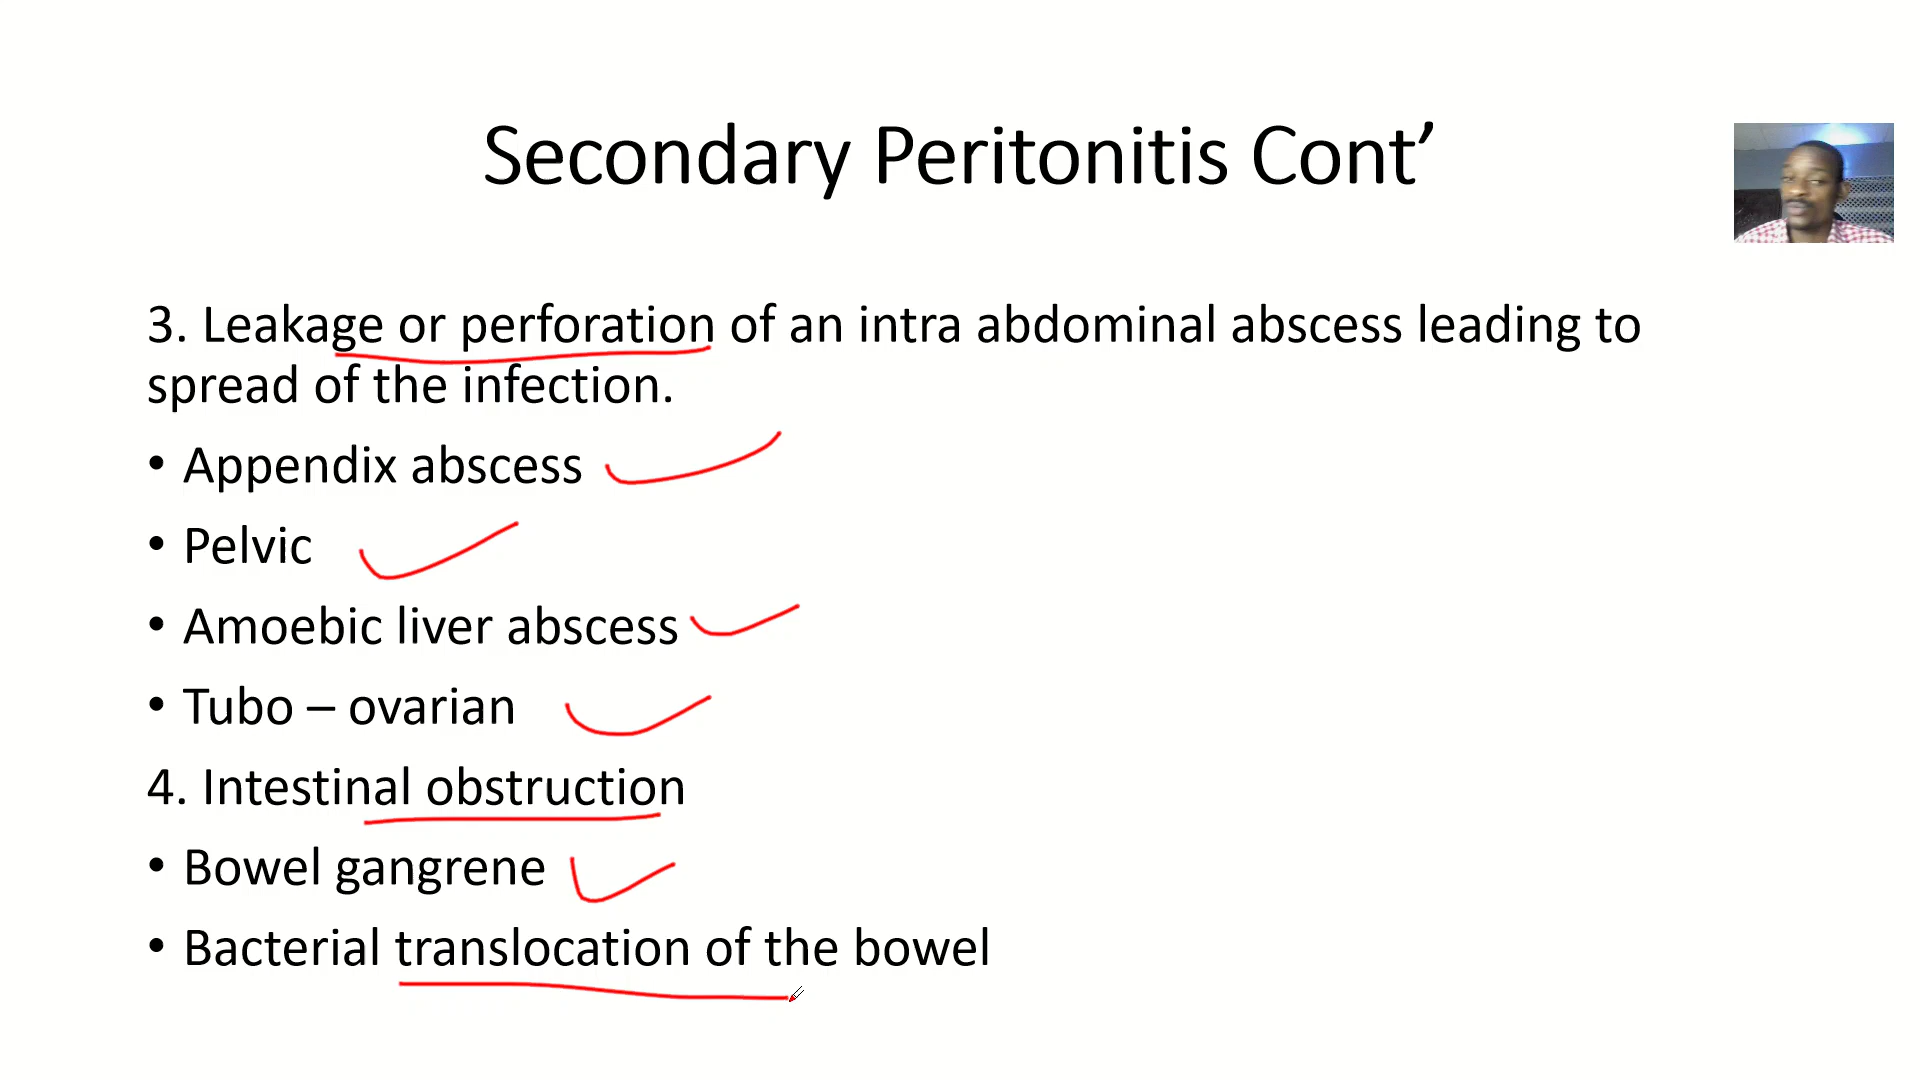 Secondary Peritonitis Cont’
3. Leakage or perforation of an intra abdominal abscess leading to
spread of the infection.
• Appendix abscess
• Pelvic
• Amoebic liver abscess
• Tubo – ovarian
4. Intestinal obstruction
• Bowel gangrene
• Bacterial translocation of the bowel